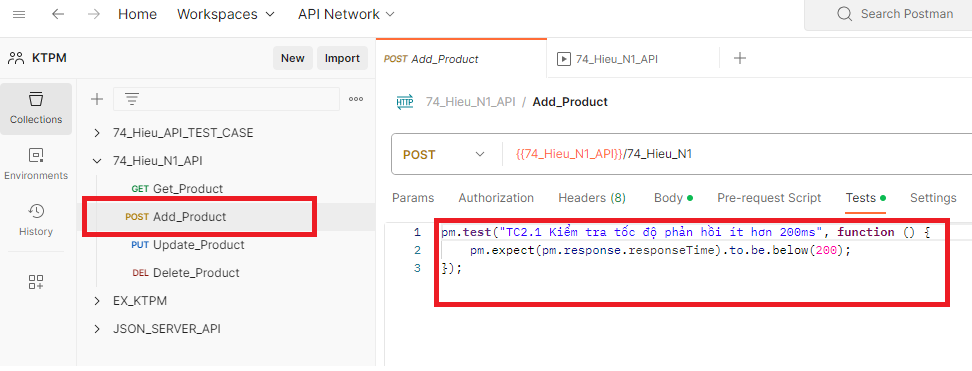 Home Workspaces API Network Search Postman
KTPM New Import
POST Add_Product 74_Hieu_N1_API
Collections
Environments
History
74_Hieu_API_TEST_CASE
74_Hieu_N1_API
GET Get_Product
POST Add_Product
PUT Update_Product
DEL Delete_Product
EX_KTPM
JSON_SERVER_API
HTTP 74_Hieu_N1_API / Add_Product
POST {{74_Hieu_N1_API}}/74_Hieu_N1
Params Authorization Headers (8) Body Pre-request Script Tests Settings
1 pm.test("TC2.1 Kiểm tra tốc độ phản hồi ít hơn 200ms", function () {
2 pm.expect(pm.response.responseTime).to.be.below(200);
3 });